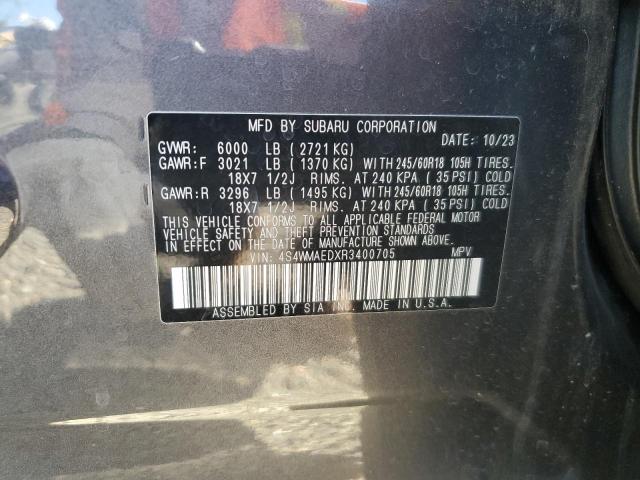 MFD BY SUBARU CORPORATION
DATE: 10/23
GVWR: 6000 LB (2721 KG)
GAWR:F 3021 LB (1370 KG) WITH 245/60R18 105H TIRES.
18X7 1/2J RIMS. AT 240 KPA (35 PSI) COLD
GAWR:R 3296 LB (1495 KG) WITH 245/60R18 105H TIRES.
18X7 1/2J RIMS. AT 240 KPA (35 PSI) COLD
THIS VEHICLE CONFORMS TO ALL APPLICABLE FEDERAL MOTOR
VEHICLE SAFETY AND THEFT PREVENTION STANDARDS
IN EFFECT ON THE DATE OF MANUFACTURE SHOWN ABOVE.
VIN: 4S4WMAEDXR3400705 MPV
ASSEMBLED BY SIA INC. MADE IN U.S.A.